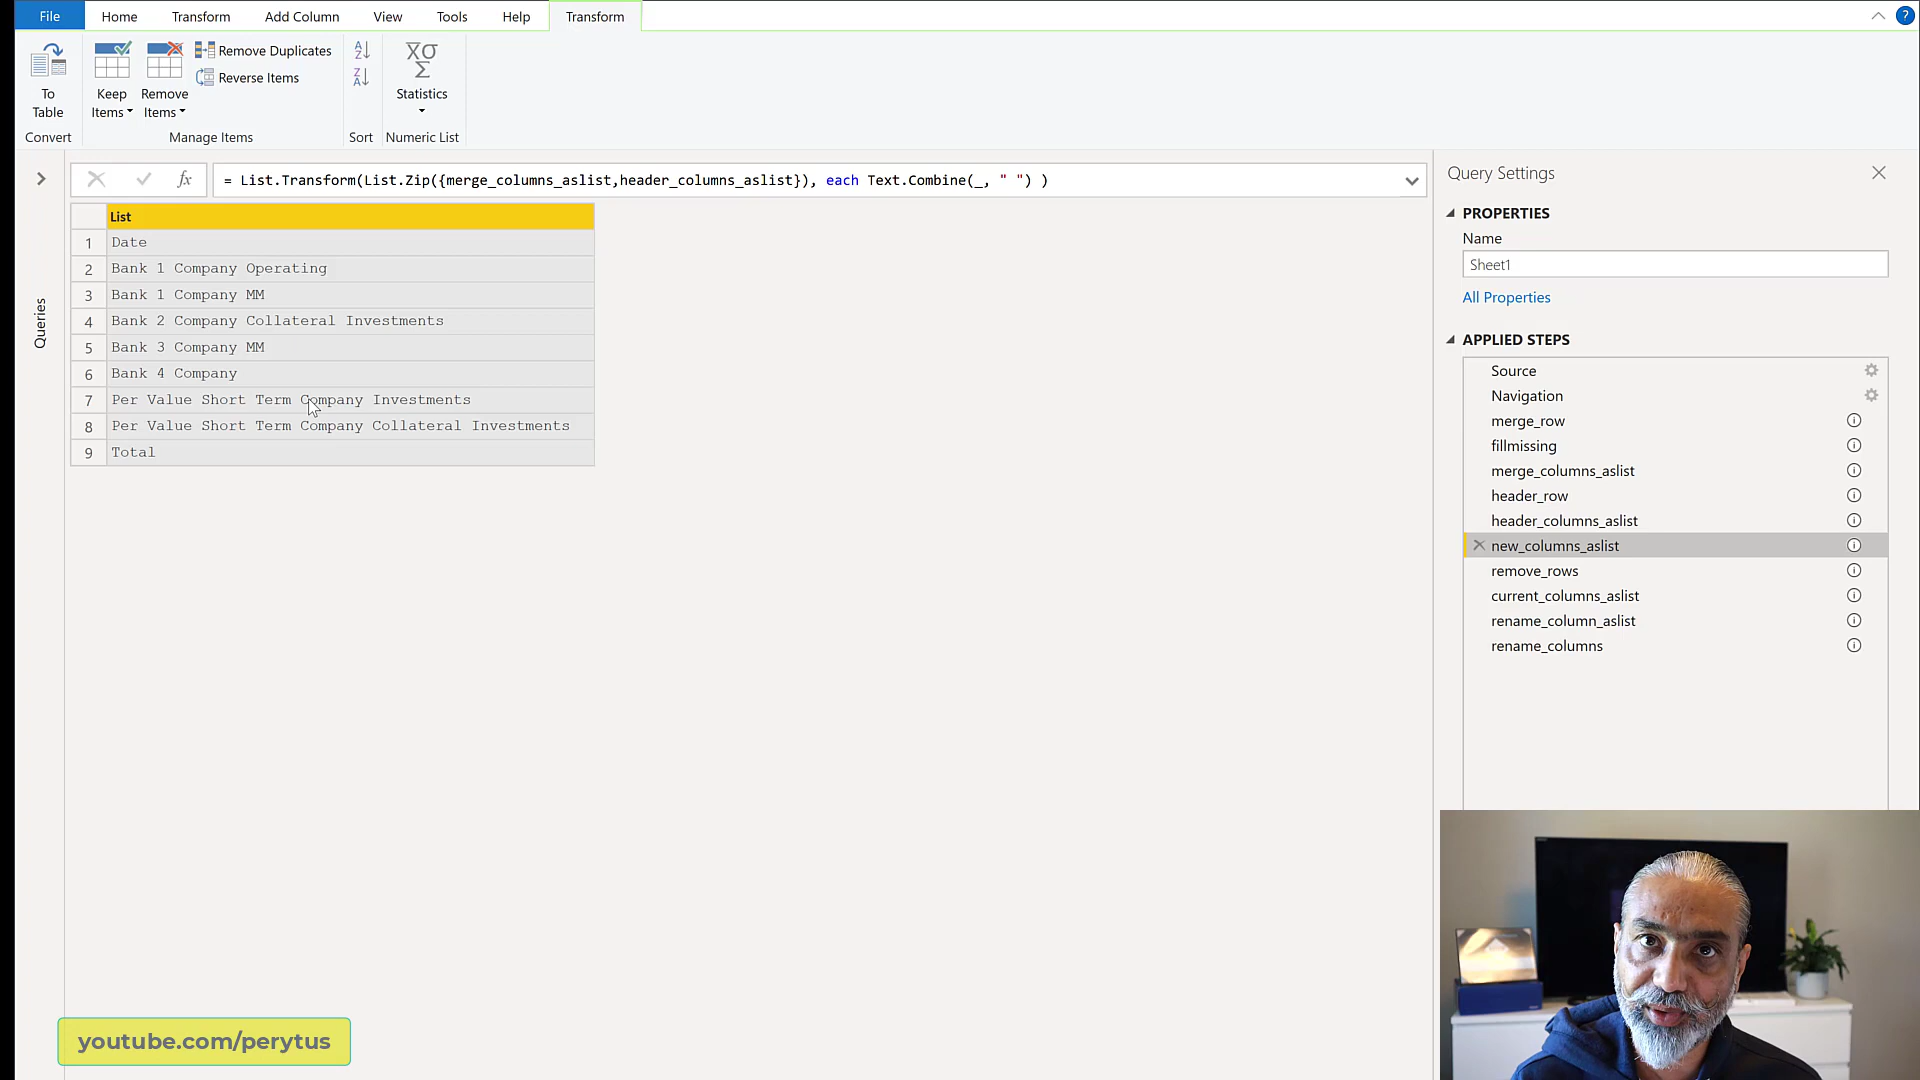 File Home Transform Add Column View Tools Help Transform
To Table
Keep Items
Remove Items
Remove Duplicates
Reverse Items
Statistics
Convert Manage Items Sort Numeric List
= List.Transform(List.Zip({merge_columns_aslist,header_columns_aslist}), each Text.Combine(_, " ") )
Queries
List
1 Date
2 Bank 1 Company Operating
3 Bank 1 Company MM
4 Bank 2 Company Collateral Investments
5 Bank 3 Company MM
6 Bank 4 Company
7 Per Value Short Term Company Investments
8 Per Value Short Term Company Collateral Investments
9 Total
Query Settings
PROPERTIES
Name
Sheet1
All Properties
APPLIED STEPS
Source
Navigation
merge_row
fillmissing
merge_columns_aslist
header_row
header_columns_aslist
new_columns_aslist
remove_rows
current_columns_aslist
rename_column_aslist
rename_columns
youtube.com/perytus